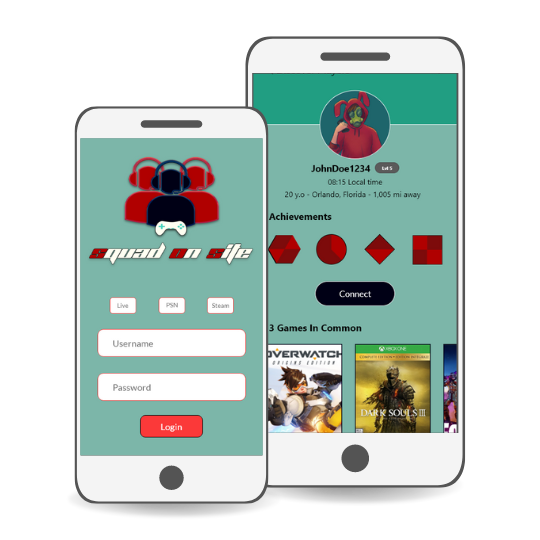 Squad On Site
Live
PSN
Steam
Username
Password
Login
JohnDoe1234
Lvl 5
08:15 Local time
20 y.o - Orlando, Florida - 1,005 mi away
Achievements
Connect
3 Games In Common
OVERWATCH
ORIGINS EDITION
XBOX ONE
DARK SOULS III